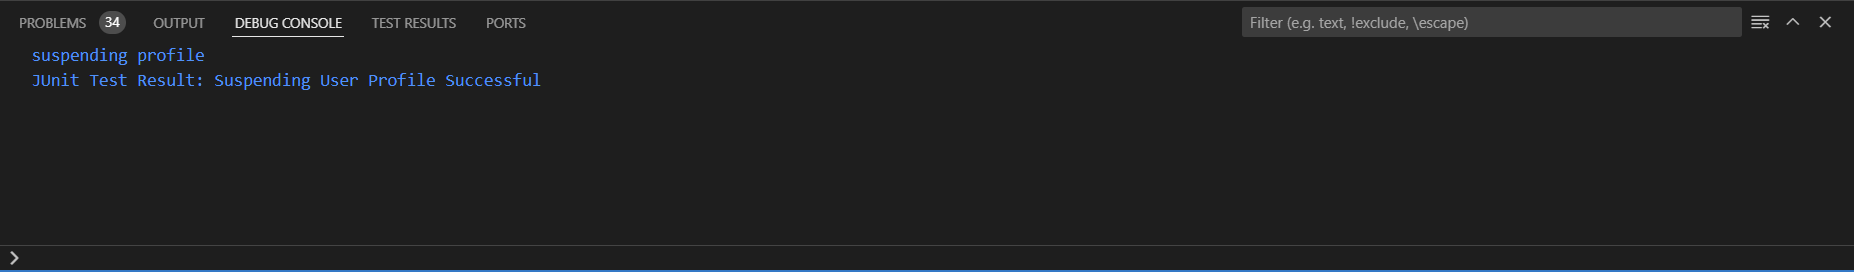 PROBLEMS 34 OUTPUT DEBUG CONSOLE TEST RESULTS PORTS Filter (e.g. text, !exclude, \escape)
suspending profile
JUnit Test Result: Suspending User Profile Successful